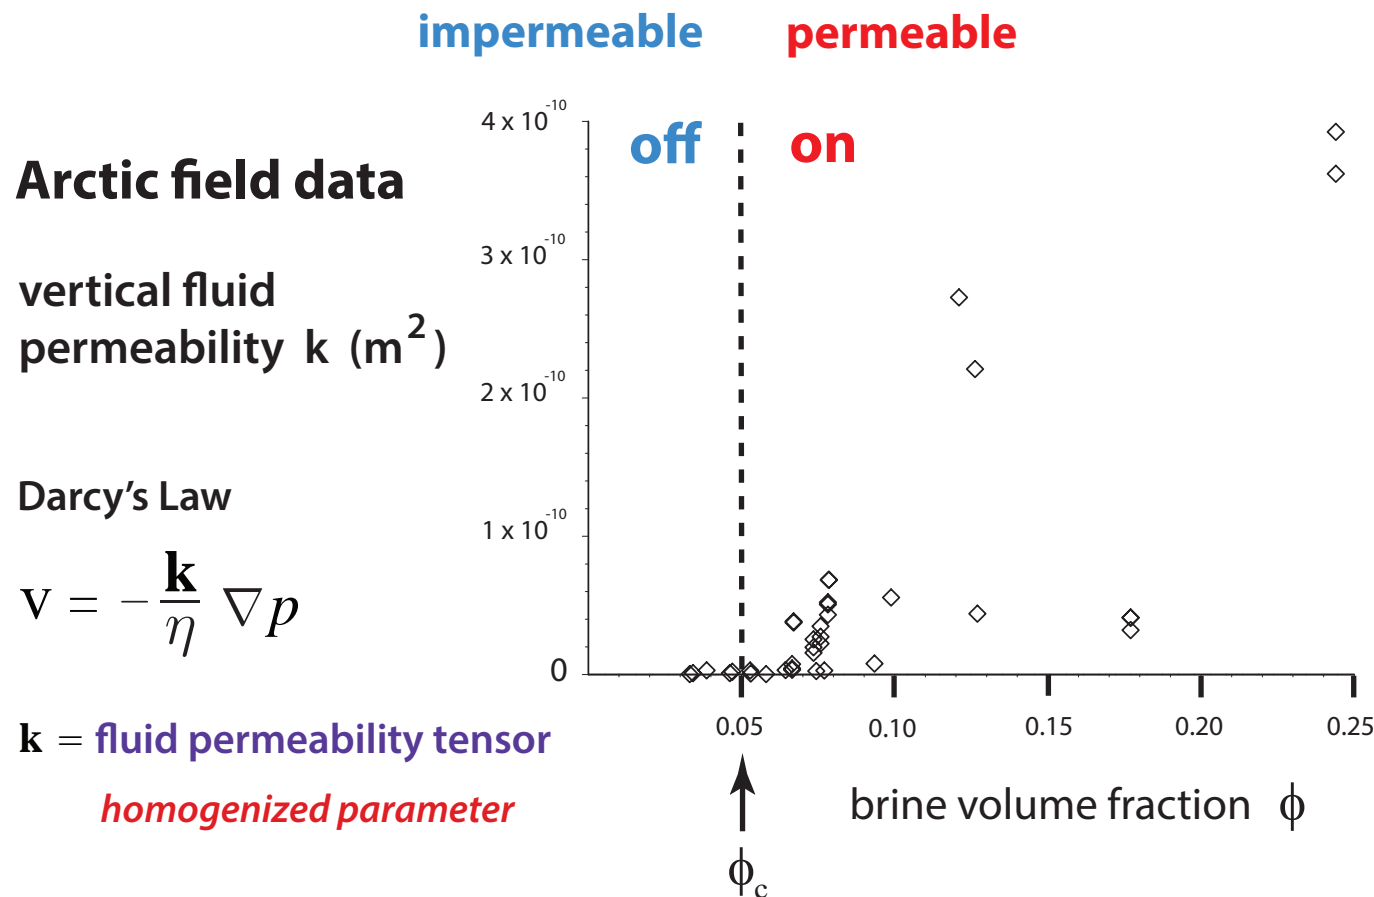 impermeable permeable
off on
Arctic field data
vertical fluid
permeability k (m²)
Darcy's Law
v = − k/η ∇p
k = fluid permeability tensor
homogenized parameter
4 x 10⁻¹⁰
3 x 10⁻¹⁰
2 x 10⁻¹⁰
1 x 10⁻¹⁰
0
0.05 0.10 0.15 0.20 0.25
brine volume fraction ϕ
ϕc